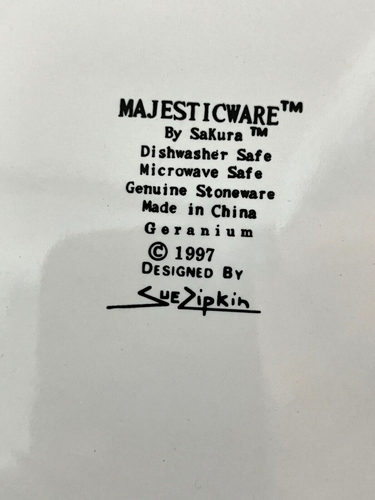 MAJESTICWARE™
By SaKura ™
Dishwasher Safe
Microwave Safe
Genuine Stoneware
Made in China
Geranium
© 1997
DESIGNED BY
SUE Zipkin